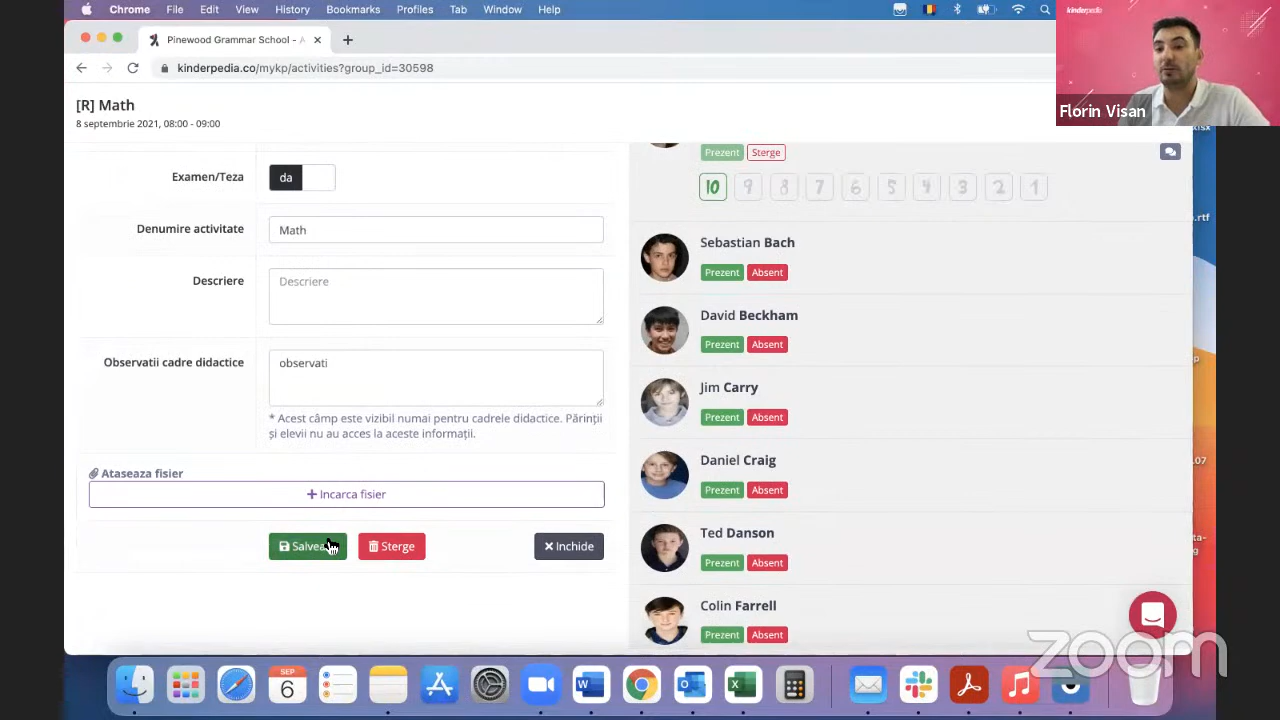 Chrome File Edit View History Bookmarks Profiles Tab Window Help
kinderpedia
Pinewood Grammar School - A
kinderpedia.co/mykp/activities?group_id=30598
Florin Visan
[R] Math
8 septembrie 2021, 08:00 - 09:00
Examen/Teza da
Denumire activitate Math
Descriere Descriere
Observatii cadre didactice observati
* Acest câmp este vizibil numai pentru cadrele didactice. Părinții
și elevii nu au acces la aceste informații.
Ataseaza fisier
+ Incarca fisier
Sterge
Inchide
Prezent Sterge
10 9 8 7 6 5 4 3 2 1
Sebastian Bach
Prezent Absent
David Beckham
Prezent Absent
Jim Carry
Prezent Absent
Daniel Craig
Prezent Absent
Ted Danson
Prezent Absent
Colin Farrell
Prezent Absent
.rtf
zoom
SEP
6